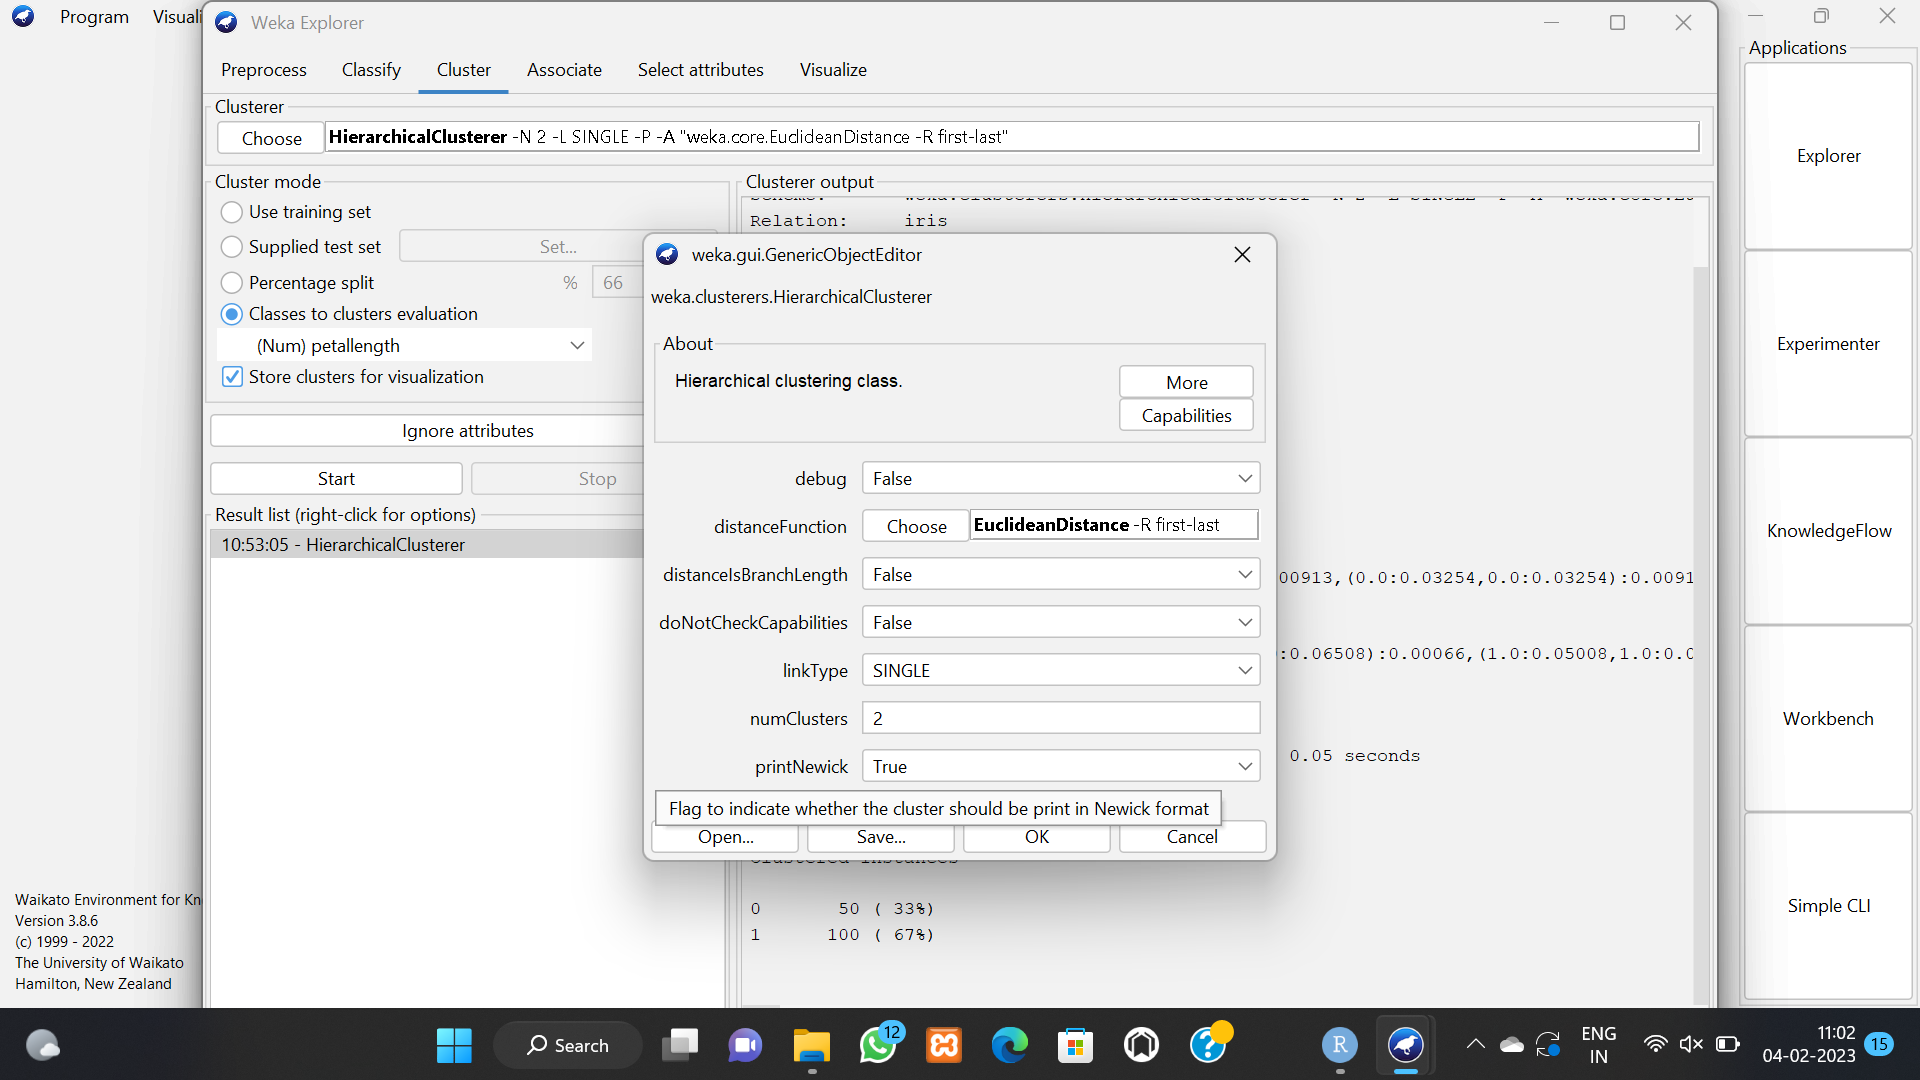 Program
Visuali
Weka Explorer
Applications
Preprocess
Classify
Cluster
Associate
Select attributes
Visualize
Clusterer
Choose
HierarchicalClusterer -N 2 -L SINGLE -P -A "weka.core.EuclideanDistance -R first-last"
Cluster mode
Use training set
Supplied test set
Set...
Percentage split
%
66
Classes to clusters evaluation
(Num) petallength
Store clusters for visualization
Ignore attributes
Start
Stop
Result list (right-click for options)
10:53:05 - HierarchicalClusterer
Clusterer output
Relation: iris
weka.gui.GenericObjectEditor
weka.clusterers.HierarchicalClusterer
About
Hierarchical clustering class.
More
Capabilities
debug
False
distanceFunction
Choose
EuclideanDistance -R first-last
distanceIsBranchLength
False
doNotCheckCapabilities
False
linkType
SINGLE
numClusters
2
printNewick
True
Flag to indicate whether the cluster should be print in Newick format
Open...
Save...
OK
Cancel
00913,(0.0:0.03254,0.0:0.03254):0.0091
:0.06508):0.00066,(1.0:0.05008,1.0:0.0
0.05 seconds
Clustered Instances
0 50 ( 33%)
1 100 ( 67%)
Explorer
Experimenter
KnowledgeFlow
Workbench
Simple CLI
Waikato Environment for Kn
Version 3.8.6
(c) 1999 - 2022
The University of Waikato
Hamilton, New Zealand
Search
12
R
ENG
IN
11:02
04-02-2023
15